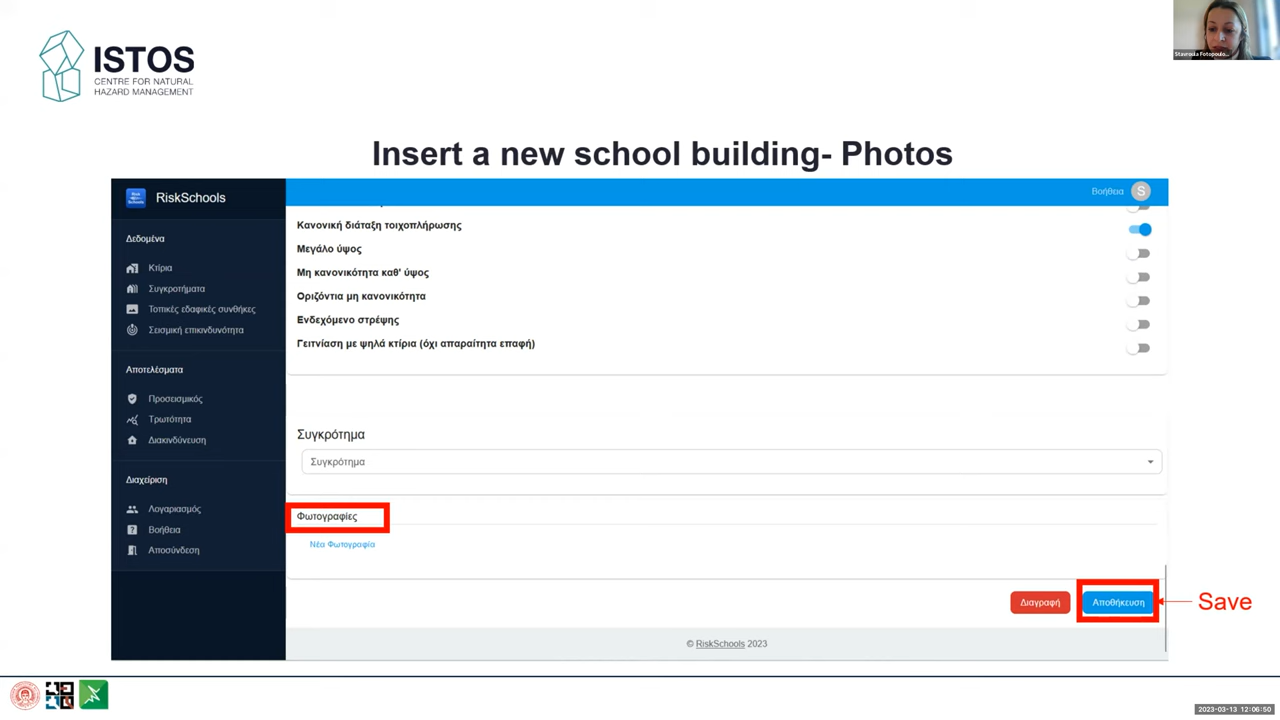 ISTOS
CENTRE FOR NATURAL
HAZARD MANAGEMENT
Stavroula Fotopoulo...
Insert a new school building- Photos
RiskSchools
Βοήθεια S
Δεδομένα
Κτίρια
Συγκροτήματα
Τοπικές εδαφικές συνθήκες
Σεισμική επικινδυνότητα
Αποτελέσματα
Προσεισμικός
Τρωτότητα
Διακινδύνευση
Διαχείριση
Λογαριασμός
Βοήθεια
Αποσύνδεση
Κανονική διάταξη τοιχοπλήρωσης
Μεγάλο ύψος
Μη κανονικότητα καθ' ύψος
Οριζόντια μη κανονικότητα
Ενδεχόμενο στρέψης
Γειτνίαση με ψηλά κτίρια (όχι απαραίτητα επαφή)
Συγκρότημα
Συγκρότημα
Φωτογραφίες
Νέα Φωτογραφία
Διαγραφή
Αποθήκευση
Save
© RiskSchools 2023
2023-03-13 12:06:50